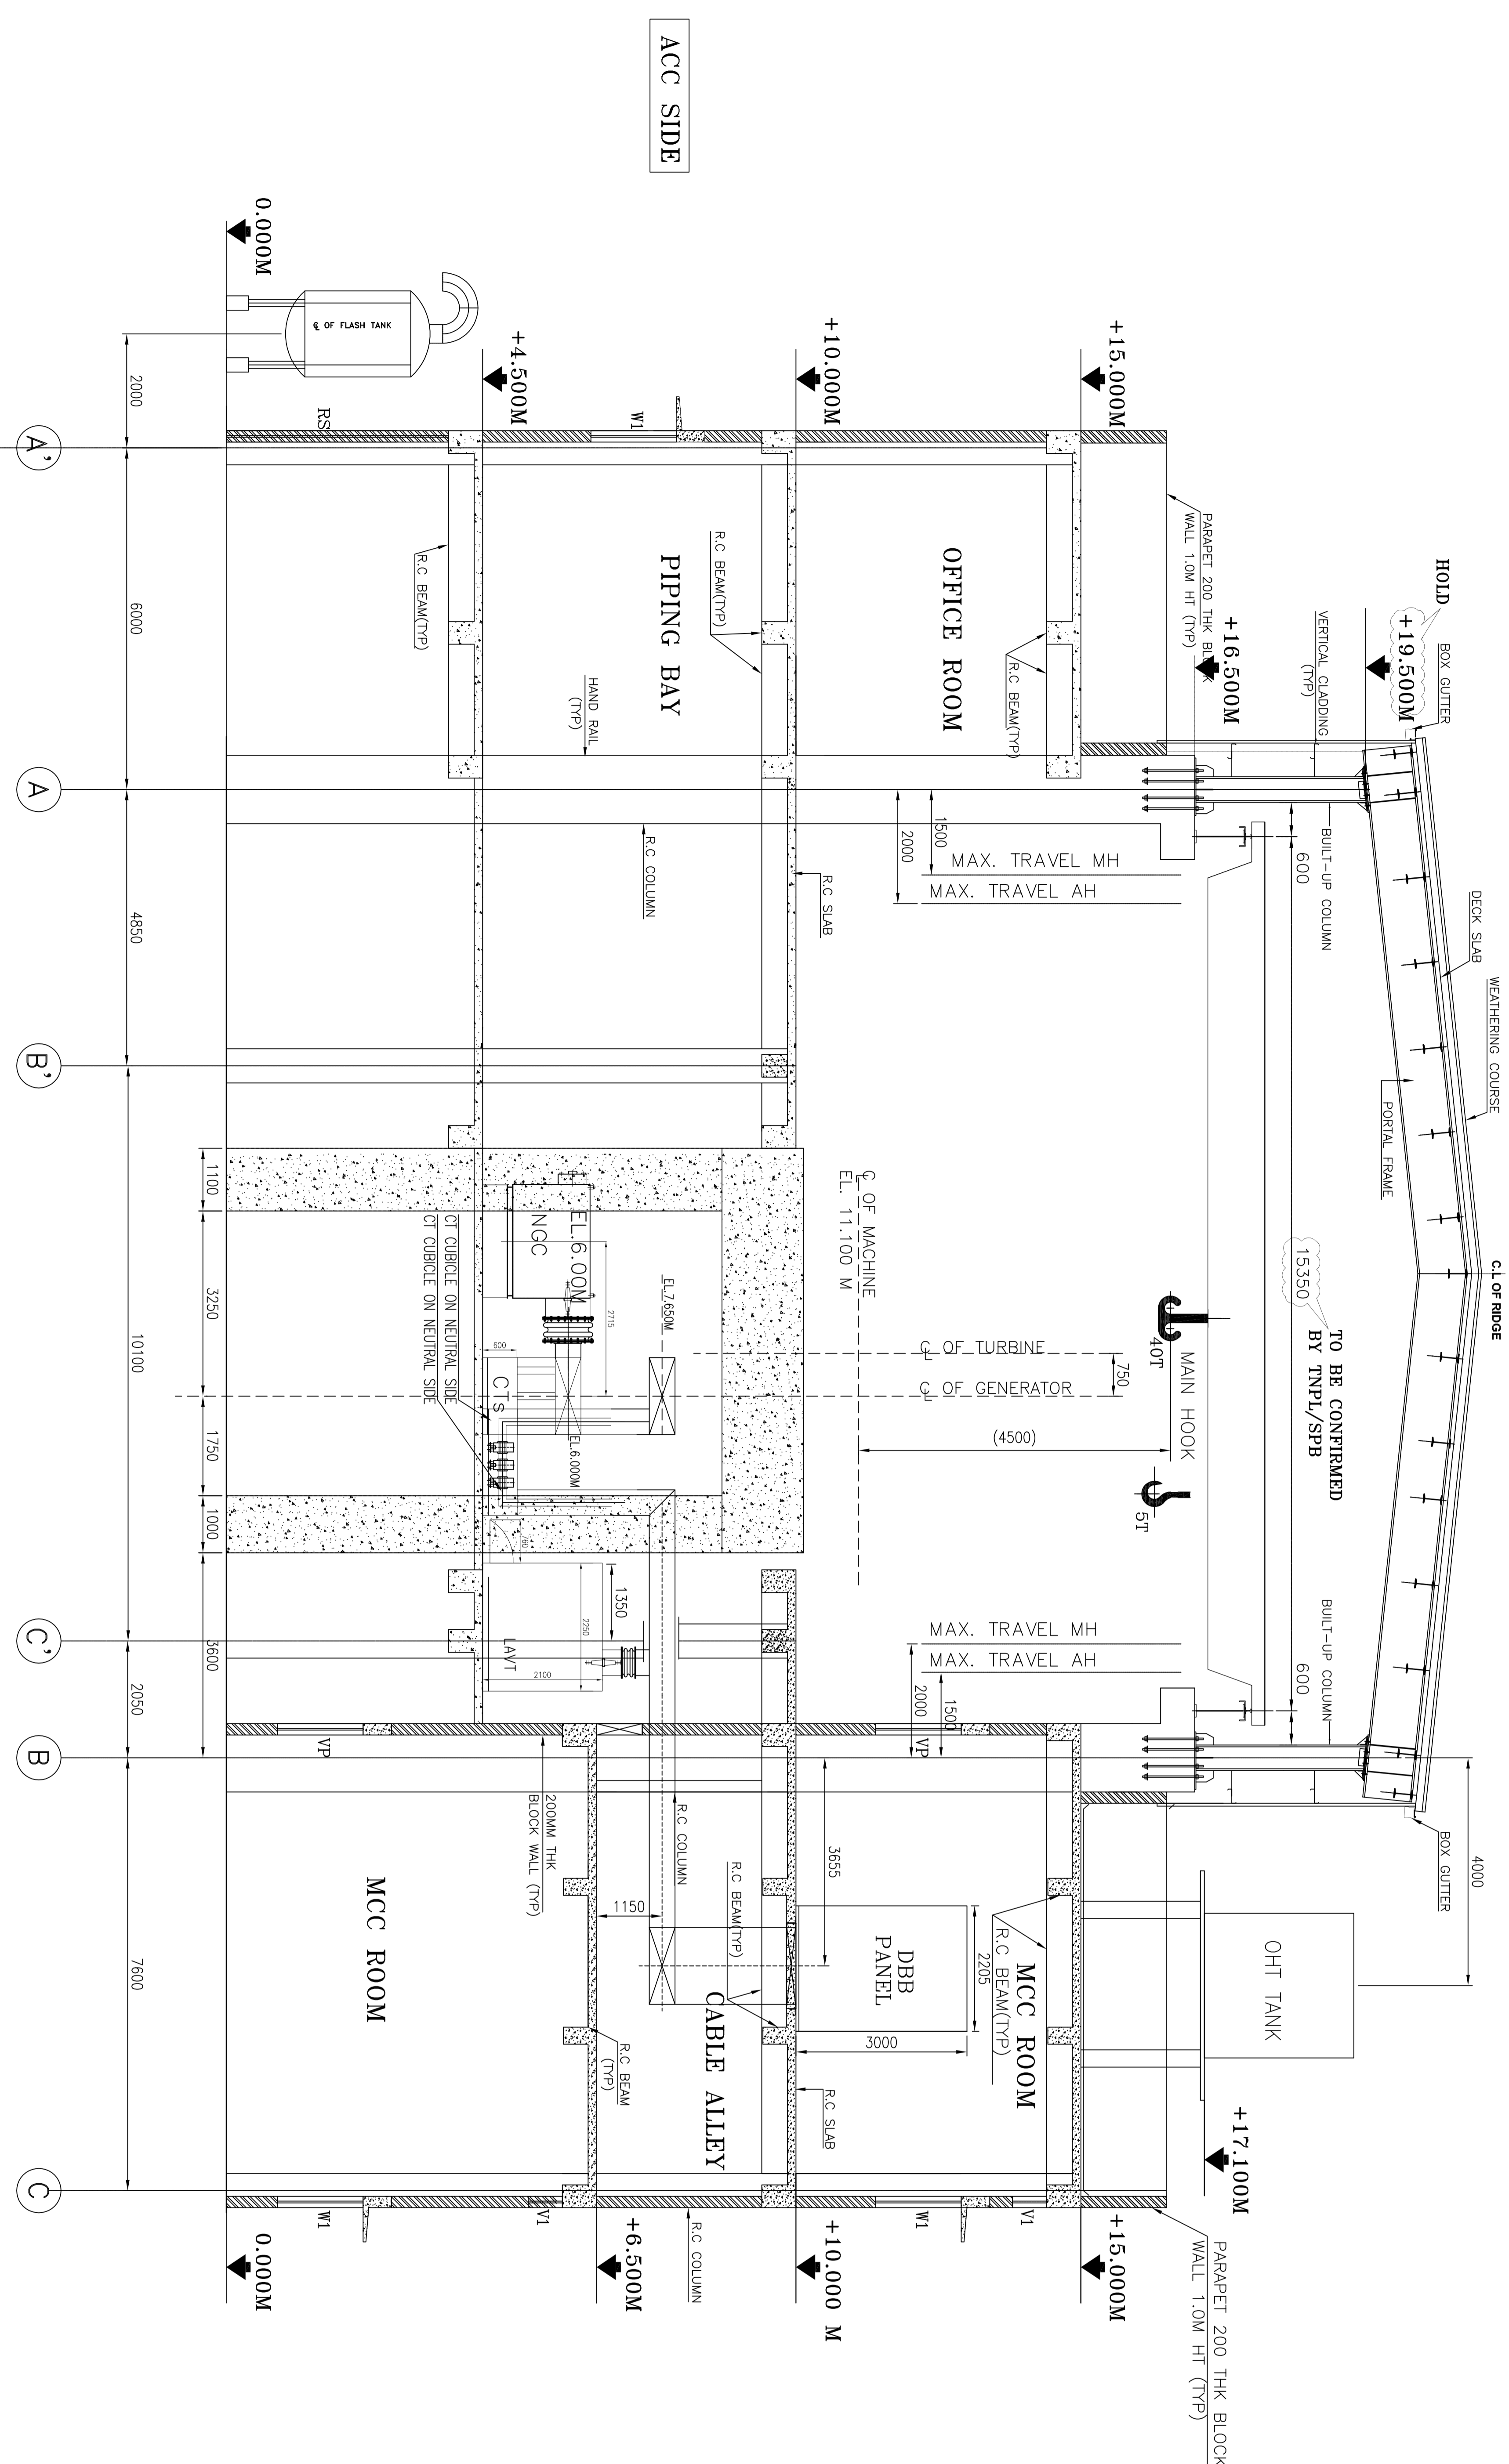 C.L OF RIDGE
WEATHERING COURSE
DECK SLAB
PORTAL FRAME
HOLD
+19.500M
BOX GUTTER
BOX GUTTER
4000
VERTICAL CLADDING
(TYP)
BUILT-UP COLUMN
BUILT-UP COLUMN
15350
TO BE CONFIRMED
BY TNPL/SPB
600
600
OHT TANK
+17.100M
+16.500M
PARAPET 200 THK BLOCK
WALL 1.0M HT (TYP)
PARAPET 200 THK BLOCK
WALL 1.0M HT (TYP)
MAIN HOOK
40T
5T
+15.000M
+15.000M
OFFICE ROOM
R.C BEAM(TYP)
1500
2000
MAX. TRAVEL MH
MAX. TRAVEL AH
℄ OF TURBINE
℄ OF GENERATOR
750
(4500)
MAX. TRAVEL MH
MAX. TRAVEL AH
2000
1500
VP
MCC ROOM
R.C BEAM(TYP)
2205
DBB
PANEL
3000
W1
V1
℄ OF MACHINE
EL. 11.100 M
3655
+10.000M
+10.000 M
R.C SLAB
R.C SLAB
R.C BEAM(TYP)
PIPING BAY
HAND RAIL
(TYP)
R.C COLUMN
W1
EL.7.650M
EL.6.00M
NGC
2715
600
CTs
EL.6.000M
CT CUBICLE ON NEUTRAL SIDE
CT CUBICLE ON NEUTRAL SIDE
760
1350
2250
2100
LAVT
R.C COLUMN
R.C BEAM(TYP)
1150
CABLE ALLEY
R.C COLUMN
ACC SIDE
+4.500M
R.C BEAM(TYP)
200MM THK
BLOCK WALL (TYP)
R.C BEAM
(TYP)
+6.500M
℄ OF FLASH TANK
RS
VP
MCC ROOM
W1
V1
0.000M
0.000M
1100
3250
1750
1000
3600
2000
6000
4850
10100
2050
7600
A'
A
B'
C'
B
C